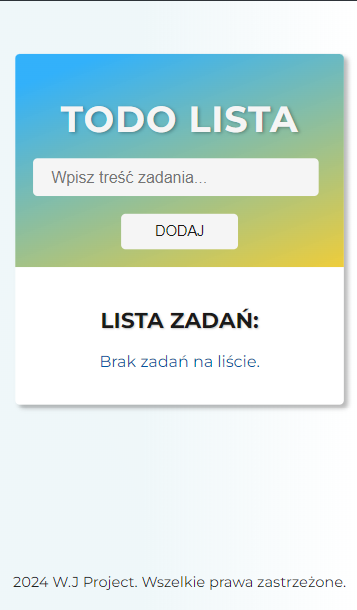 TODO LISTA
Wpisz treść zadania...
DODAJ
LISTA ZADAŃ:
Brak zadań na liście.
2024 W.J Project. Wszelkie prawa zastrzeżone.